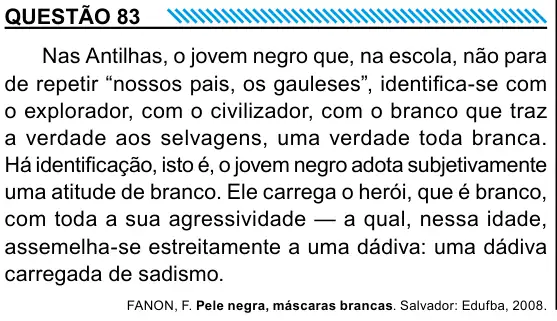 QUESTÃO 83
Nas Antilhas, o jovem negro que, na escola, não para
de repetir “nossos pais, os gauleses”, identifica-se com
o explorador, com o civilizador, com o branco que traz
a verdade aos selvagens, uma verdade toda branca.
Há identificação, isto é, o jovem negro adota subjetivamente
uma atitude de branco. Ele carrega o herói, que é branco,
com toda a sua agressividade — a qual, nessa idade,
assemelha-se estreitamente a uma dádiva: uma dádiva
carregada de sadismo.
FANON, F. Pele negra, máscaras brancas. Salvador: Edufba, 2008.